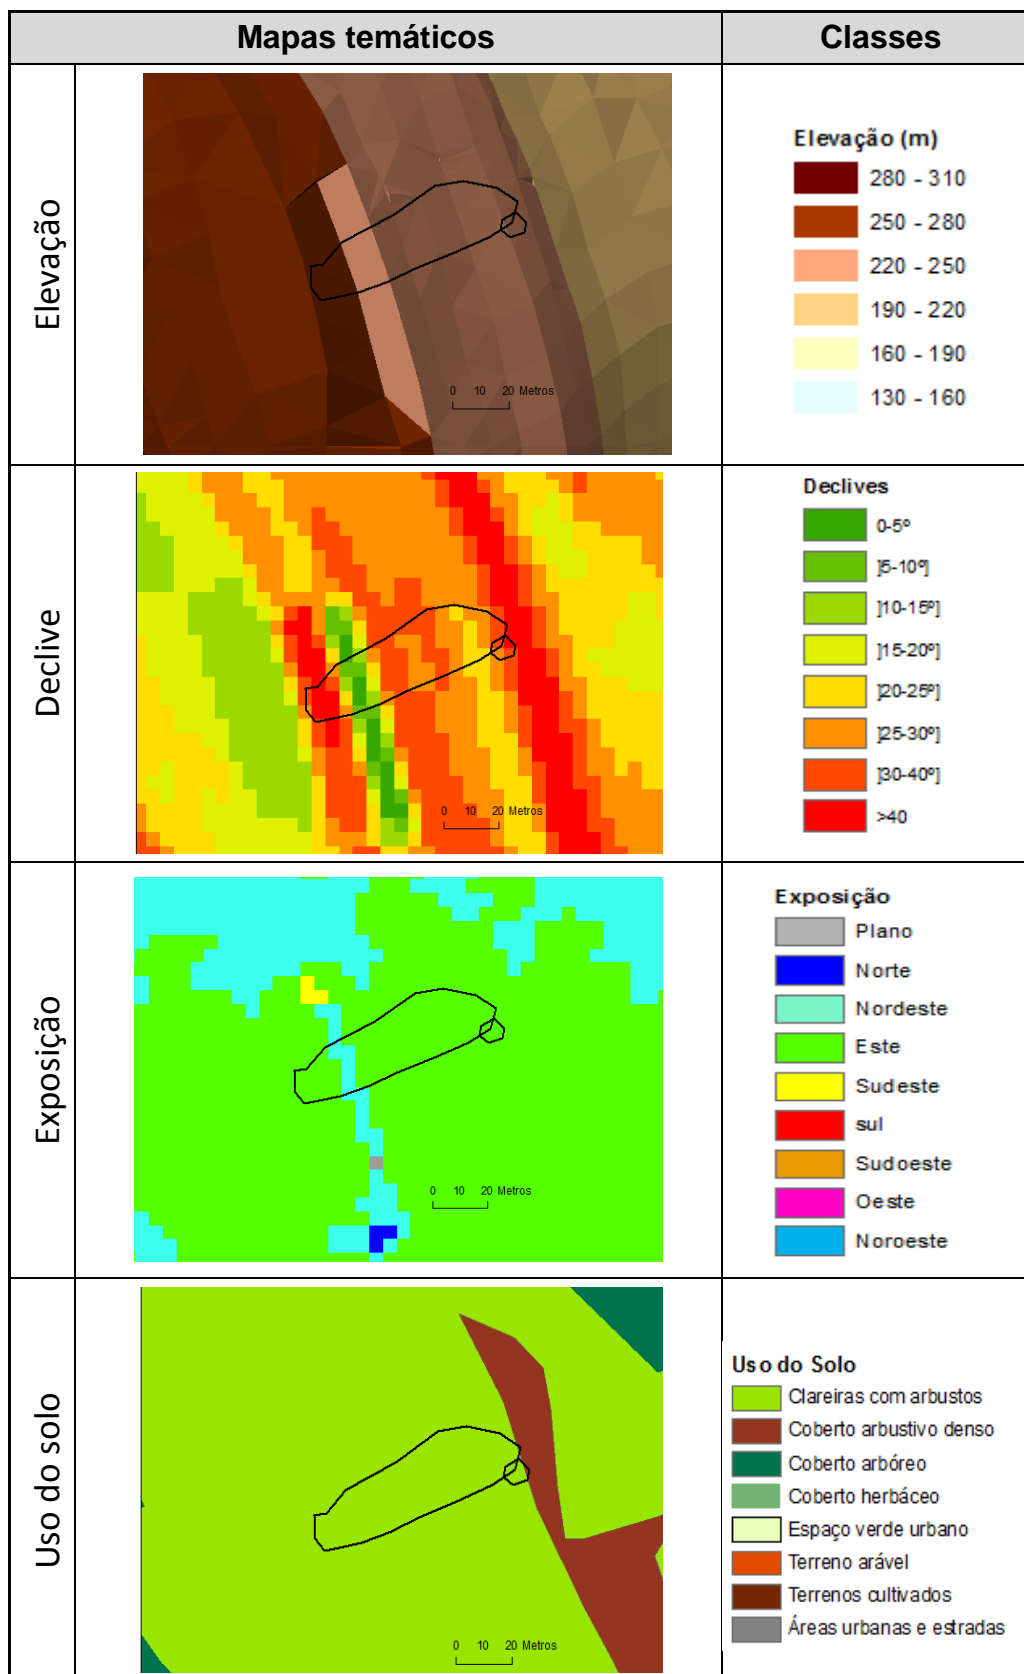 Mapas temáticos
Classes
Elevação
0 10 20 Metros
Elevação (m)
280 - 310
250 - 280
220 - 250
190 - 220
160 - 190
130 - 160
Declive
0 10 20 Metros
Declives
0-5º
]5-10º]
]10-15º]
]15-20º]
]20-25º]
]25-30º]
]30-40º]
>40
Exposição
0 10 20 Metros
Exposição
Plano
Norte
Nordeste
Este
Sudeste
sul
Sudoeste
Oeste
Noroeste
Uso do solo
0 10 20 Metros
Uso do Solo
Clareiras com arbustos
Coberto arbustivo denso
Coberto arbóreo
Coberto herbáceo
Espaço verde urbano
Terreno arável
Terrenos cultivados
Áreas urbanas e estradas